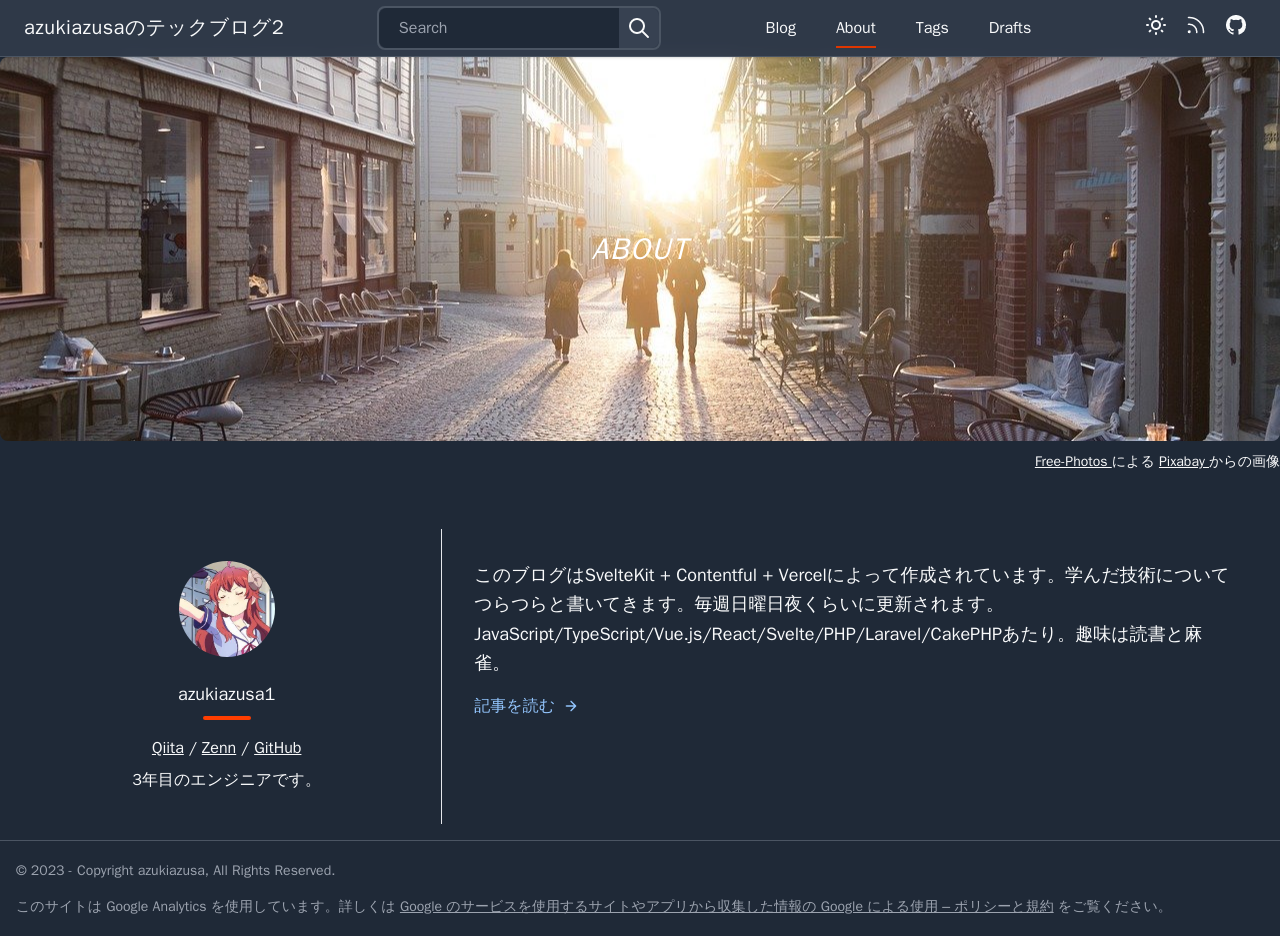 azukiazusaのテックブログ2
Search
Blog About Tags Drafts
ABOUT
Free-Photos による Pixabay からの画像
azukiazusa1
Qiita / Zenn / GitHub
3年目のエンジニアです。
このブログはSvelteKit + Contentful + Vercelによって作成されています。学んだ技術について
つらつらと書いてきます。毎週日曜日夜くらいに更新されます。
JavaScript/TypeScript/Vue.js/React/Svelte/PHP/Laravel/CakePHPあたり。趣味は読書と麻
雀。
記事を読む
© 2023 - Copyright azukiazusa, All Rights Reserved.
このサイトは Google Analytics を使用しています。詳しくは Google のサービスを使用するサイトやアプリから収集した情報の Google による使用 – ポリシーと規約 をご覧ください。